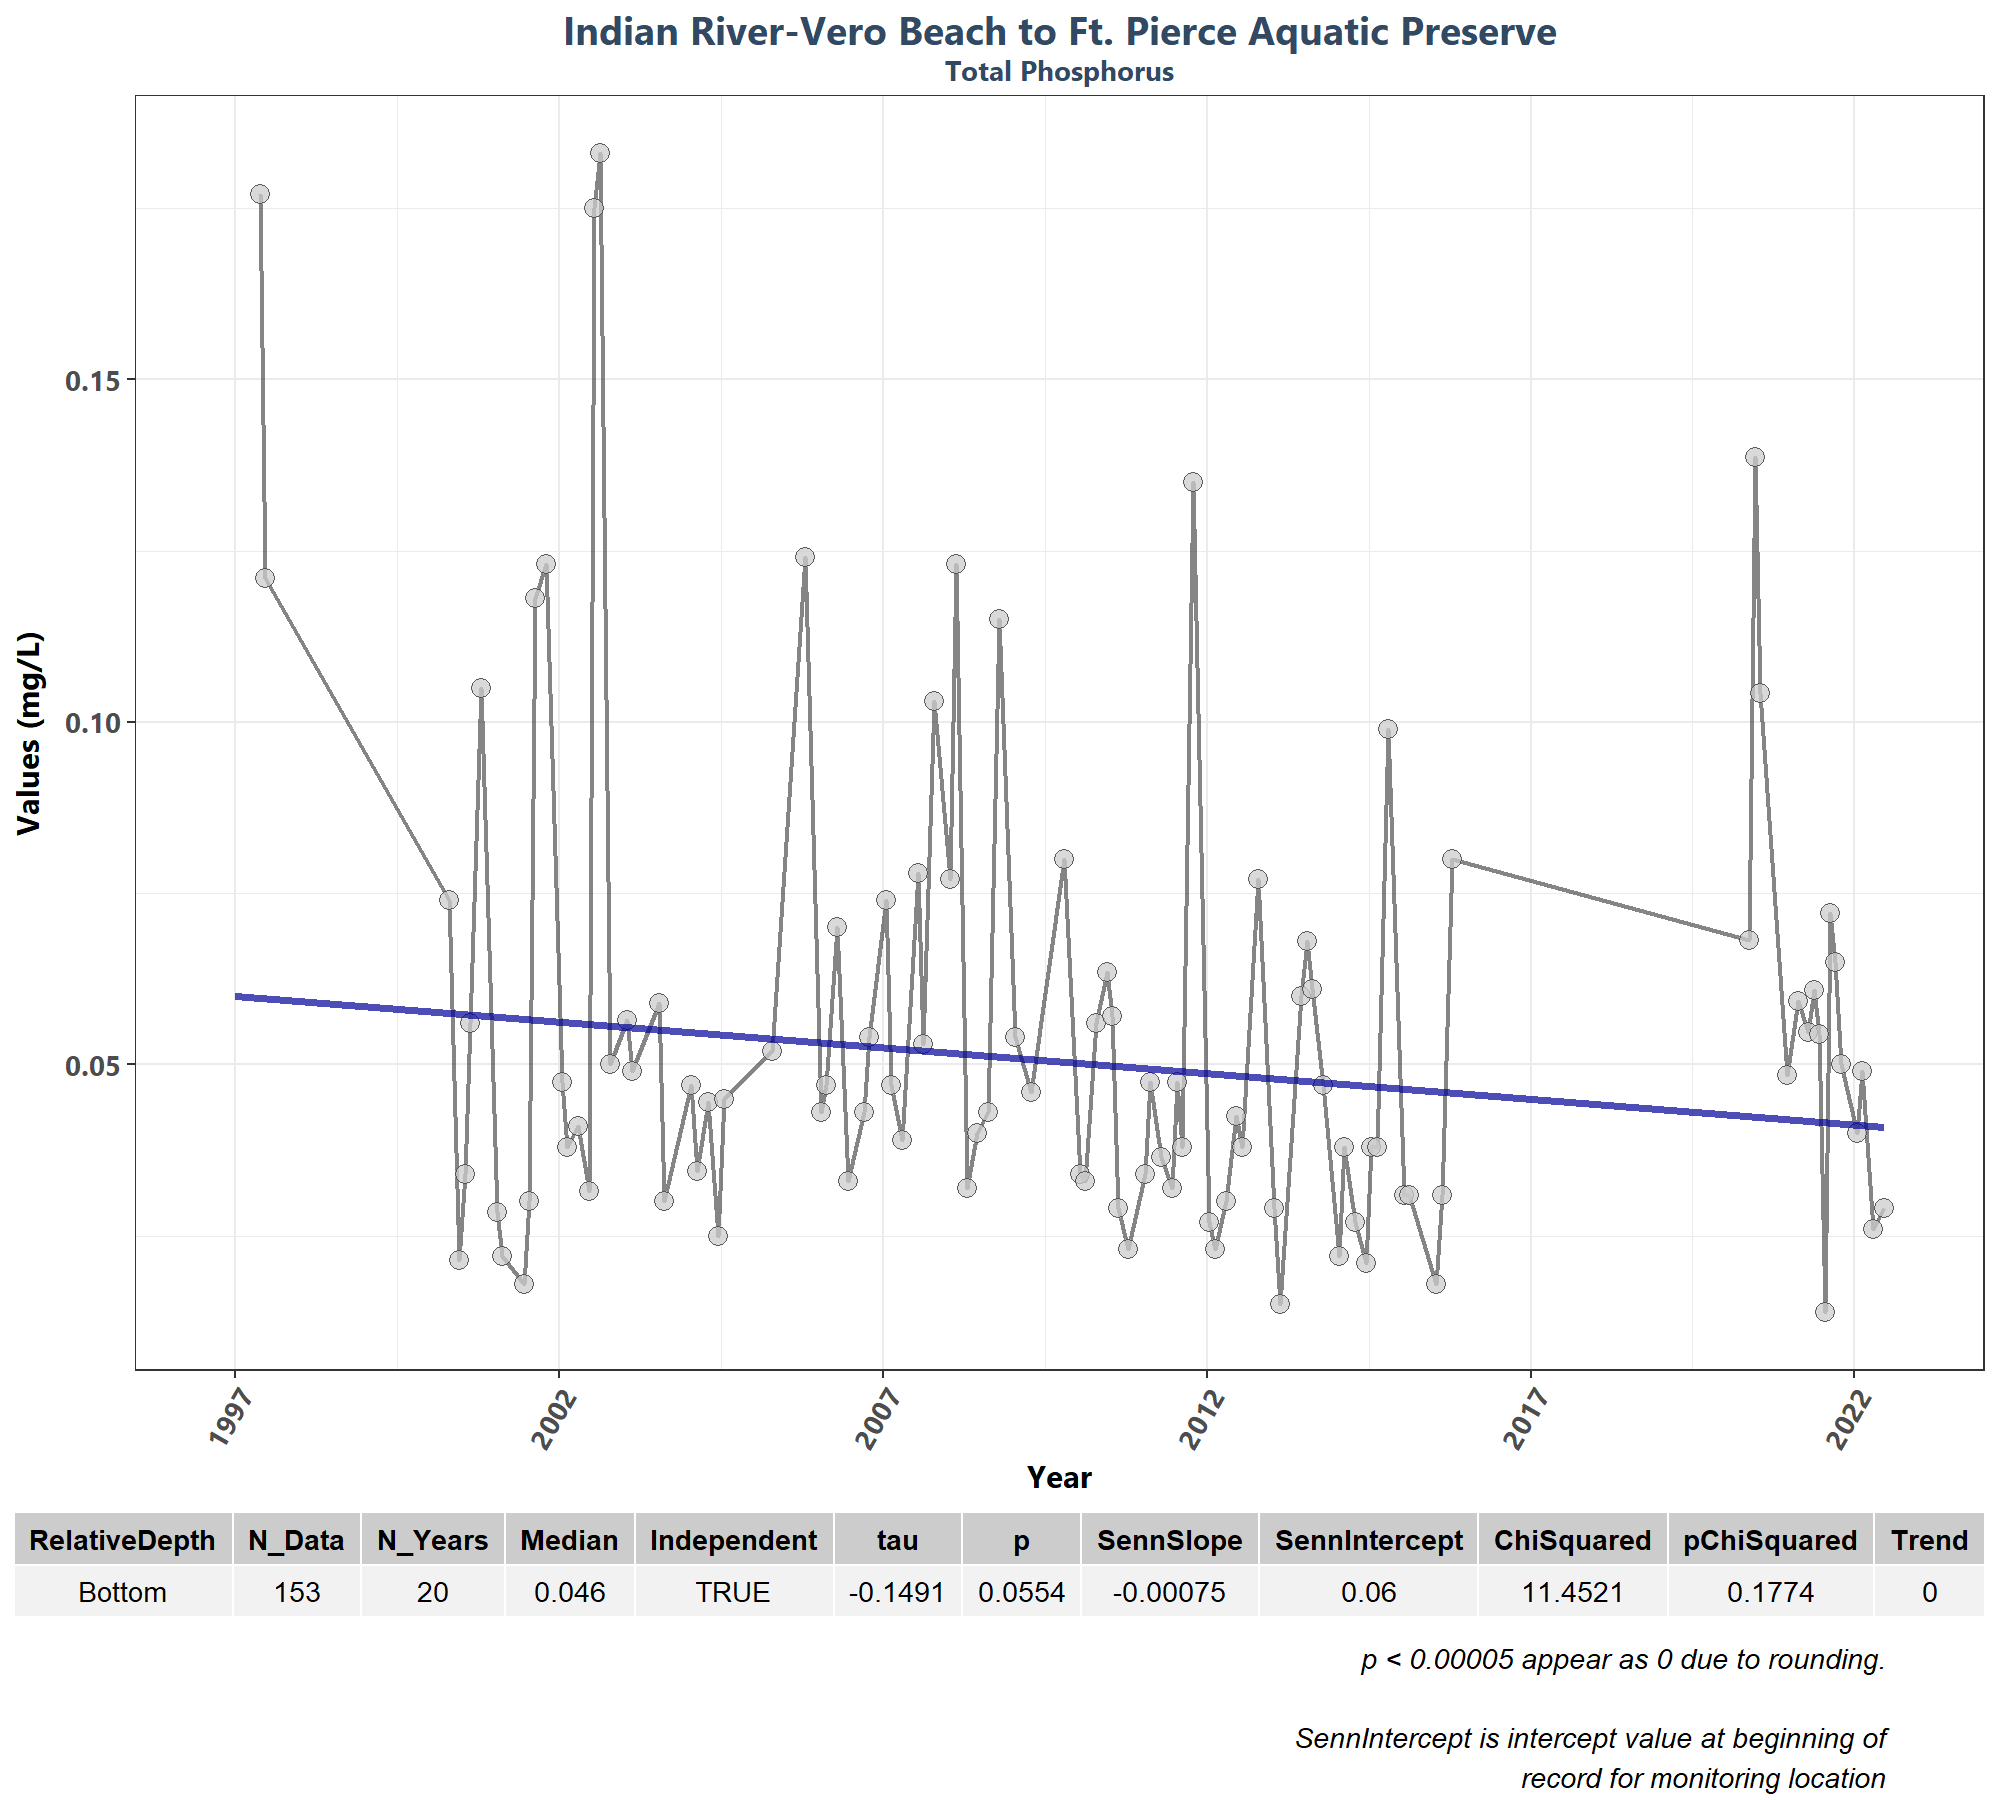 Indian River-Vero Beach to Ft. Pierce Aquatic Preserve
Total Phosphorus
Values (mg/L)
0.15
0.10
0.05
1997 2002 2007 2012 2017 2022
Year
RelativeDepth N_Data N_Years Median Independent tau p SennSlope SennIntercept ChiSquared pChiSquared Trend
Bottom 153 20 0.046 TRUE -0.1491 0.0554 -0.00075 0.06 11.4521 0.1774 0
p < 0.00005 appear as 0 due to rounding.
SennIntercept is intercept value at beginning of
record for monitoring location